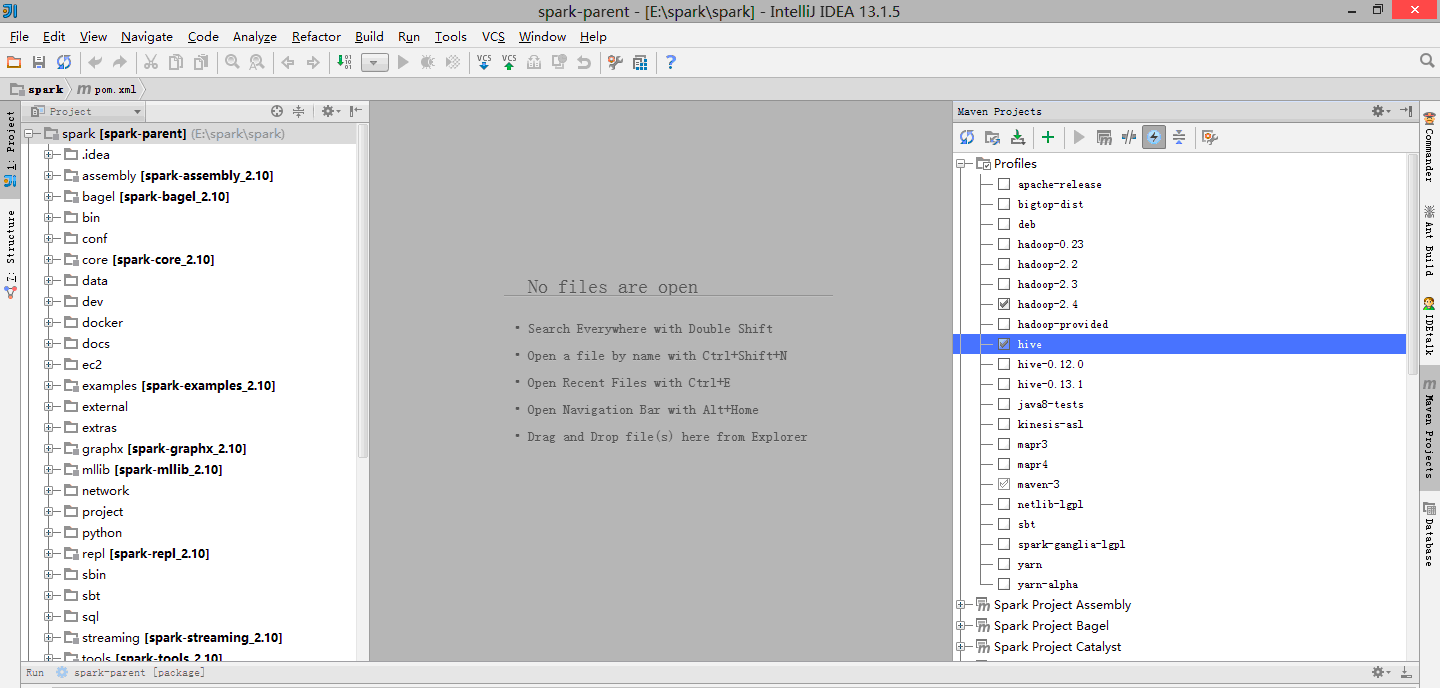 spark-parent - [E:\spark\spark] - IntelliJ IDEA 13.1.5
File Edit View Navigate Code Analyze Refactor Build Run Tools VCS Window Help
VCS VCS
spark pom.xml
1: Project
7: Structure
Project
spark [spark-parent] (E:\spark\spark)
.idea
assembly [spark-assembly_2.10]
bagel [spark-bagel_2.10]
bin
conf
core [spark-core_2.10]
data
dev
docker
docs
ec2
examples [spark-examples_2.10]
external
extras
graphx [spark-graphx_2.10]
mllib [spark-mllib_2.10]
network
project
python
repl [spark-repl_2.10]
sbin
sbt
sql
streaming [spark-streaming_2.10]
tools [spark-tools_2.10]
No files are open
• Search Everywhere with Double Shift
• Open a file by name with Ctrl+Shift+N
• Open Recent Files with Ctrl+E
• Open Navigation Bar with Alt+Home
• Drag and Drop file(s) here from Explorer
Maven Projects
Profiles
apache-release
bigtop-dist
deb
hadoop-0.23
hadoop-2.2
hadoop-2.3
hadoop-2.4
hadoop-provided
hive
hive-0.12.0
hive-0.13.1
java8-tests
kinesis-asl
mapr3
mapr4
maven-3
netlib-lgpl
sbt
spark-ganglia-lgpl
yarn
yarn-alpha
Spark Project Assembly
Spark Project Bagel
Spark Project Catalyst
Commander
Ant Build
IDEtalk
Maven Projects
Database
Run spark-parent [package]